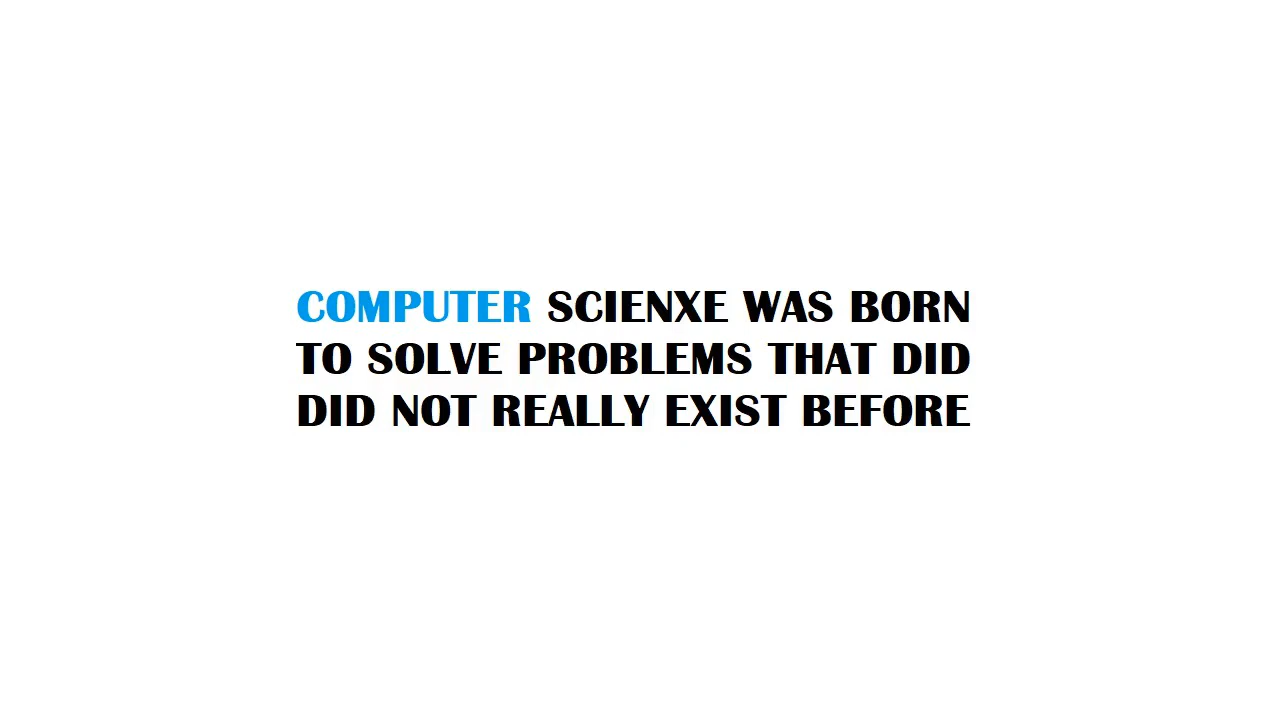 COMPUTER SCIENXE WAS BORN
TO SOLVE PROBLEMS THAT DID
DID NOT REALLY EXIST BEFORE